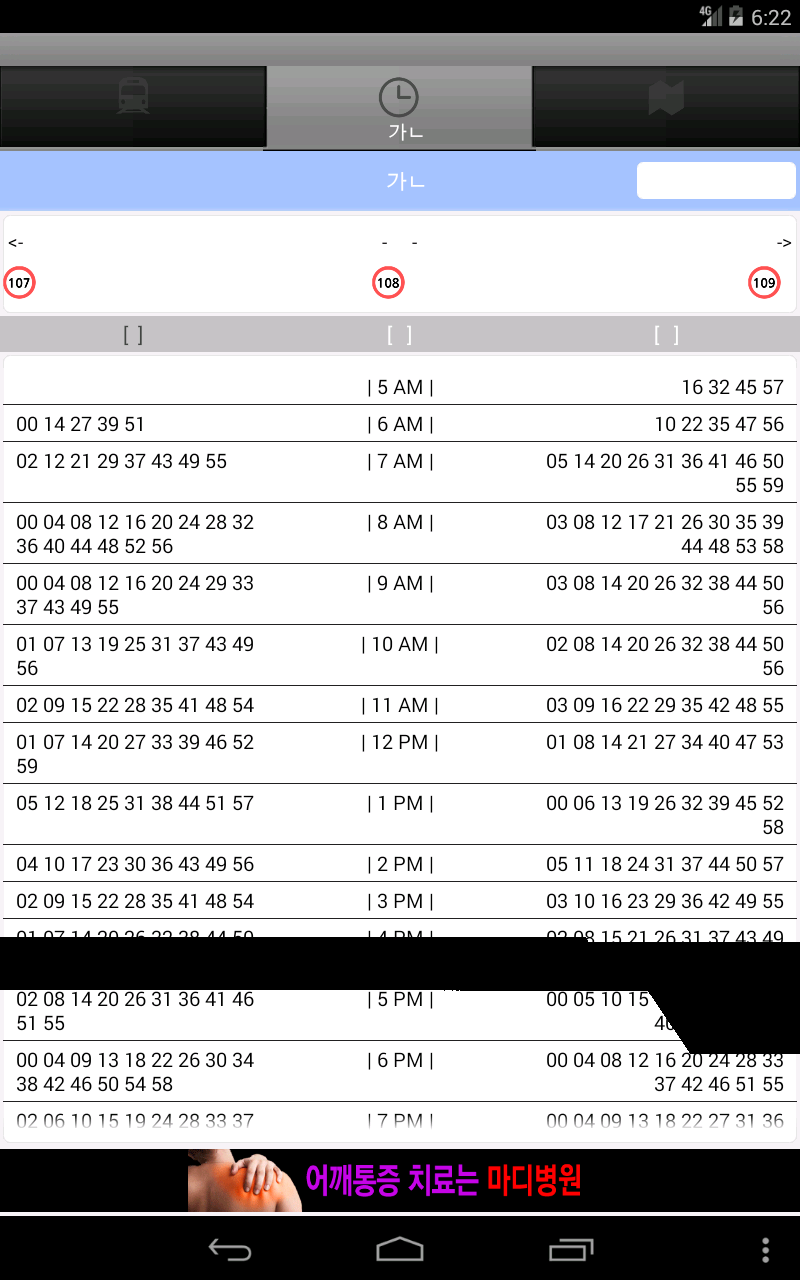 4G 6:22
가ㄴ
가ㄴ
<- - - ->
107 108 109
[ ] [ ] [ ]
| 5 AM | 16 32 45 57
00 14 27 39 51 | 6 AM | 10 22 35 47 56
02 12 21 29 37 43 49 55 | 7 AM | 05 14 20 26 31 36 41 46 50
55 59
00 04 08 12 16 20 24 28 32 | 8 AM | 03 08 12 17 21 26 30 35 39
36 40 44 48 52 56 44 48 53 58
00 04 08 12 16 20 24 29 33 | 9 AM | 03 08 14 20 26 32 38 44 50
37 43 49 55 56
01 07 13 19 25 31 37 43 49 | 10 AM | 02 08 14 20 26 32 38 44 50
56 56
02 09 15 22 28 35 41 48 54 | 11 AM | 03 09 16 22 29 35 42 48 55
01 07 14 20 27 33 39 46 52 | 12 PM | 01 08 14 21 27 34 40 47 53
59
05 12 18 25 31 38 44 51 57 | 1 PM | 00 06 13 19 26 32 39 45 52
58
04 10 17 23 30 36 43 49 56 | 2 PM | 05 11 18 24 31 37 44 50 57
02 09 15 22 28 35 41 48 54 | 3 PM | 03 10 16 23 29 36 42 49 55
| 4 PM | 15 21 26 31 37 43 49
02 08 14 20 26 31 36 41 46 | 5 PM | 00 05 10 15
51 55
00 04 09 13 18 22 26 30 34 | 6 PM | 00 04 08 12 16 20 24 28 33
38 42 46 50 54 58 37 42 46 51 55
02 06 10 15 19 24 28 33 37 | 7 PM | 00 04 09 13 18 22 27 31 36
어깨통증 치료는 마디병원